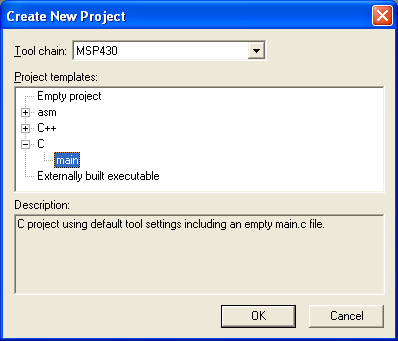 Create New Project
Tool chain: MSP430
Project templates:
Empty project
asm
C++
C
main
Externally built executable
Description:
C project using default tool settings including an empty main.c file.
OK Cancel